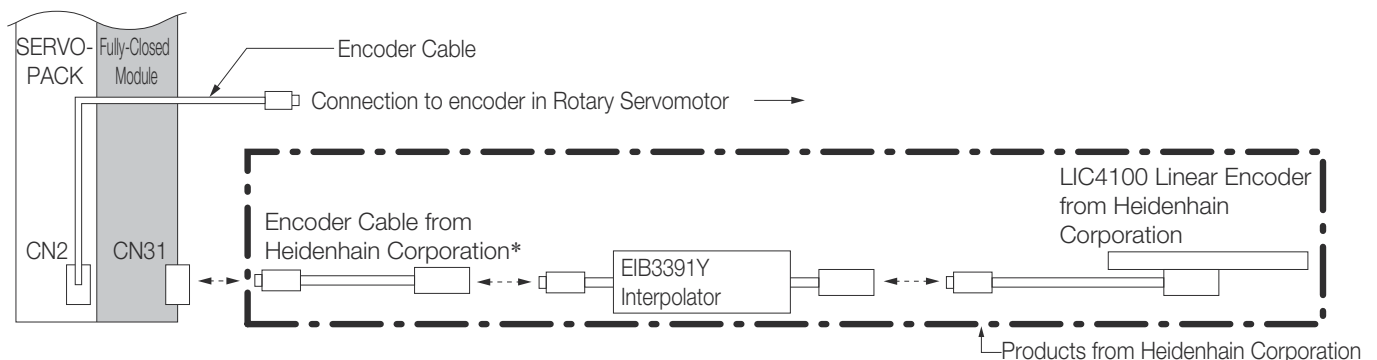 SERVO-
PACK
Fully-Closed
Module
Encoder Cable
Connection to encoder in Rotary Servomotor
CN2
CN31
Encoder Cable from
Heidenhain Corporation*
EIB3391Y
Interpolator
LIC4100 Linear Encoder
from Heidenhain
Corporation
Products from Heidenhain Corporation